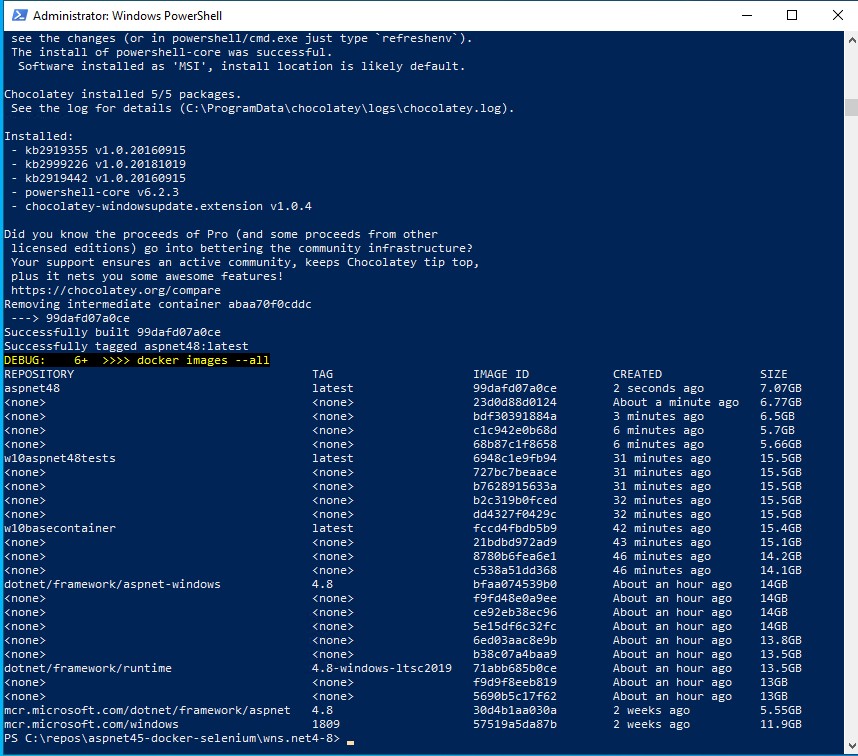 Administrator: Windows PowerShell
see the changes (or in powershell/cmd.exe just type `refreshenv`).
The install of powershell-core was successful.
Software installed as 'MSI', install location is likely default.
Chocolatey installed 5/5 packages.
See the log for details (C:\ProgramData\chocolatey\logs\chocolatey.log).
Installed:
- kb2919355 v1.0.20160915
- kb2999226 v1.0.20181019
- kb2919442 v1.0.20160915
- powershell-core v6.2.3
- chocolatey-windowsupdate.extension v1.0.4
Did you know the proceeds of Pro (and some proceeds from other
licensed editions) go into bettering the community infrastructure?
Your support ensures an active community, keeps Chocolatey tip top,
plus it nets you some awesome features!
https://chocolatey.org/compare
Removing intermediate container abaa70f0cddc
---> 99dafd07a0ce
Successfully built 99dafd07a0ce
Successfully tagged aspnet48:latest
DEBUG: 6+ >>>> docker images --all
REPOSITORY TAG IMAGE ID CREATED SIZE
aspnet48 latest 99dafd07a0ce 2 seconds ago 7.07GB
<none> <none> 23d0d88d0124 About a minute ago 6.77GB
<none> <none> bdf30391884a 3 minutes ago 6.5GB
<none> <none> c1c942e0b68d 6 minutes ago 5.7GB
<none> <none> 68b87c1f8658 6 minutes ago 5.66GB
w10aspnet48tests latest 6948c1e9fb94 31 minutes ago 15.5GB
<none> <none> 727bc7beaace 31 minutes ago 15.5GB
<none> <none> b7628915633a 31 minutes ago 15.5GB
<none> <none> b2c319b0fced 32 minutes ago 15.5GB
<none> <none> dd4327f0429c 32 minutes ago 15.5GB
w10basecontainer latest fccd4fbdb5b9 42 minutes ago 15.4GB
<none> <none> 21bdbd972ad9 43 minutes ago 15.1GB
<none> <none> 8780b6fea6e1 46 minutes ago 14.2GB
<none> <none> c538a51dd368 46 minutes ago 14.1GB
dotnet/framework/aspnet-windows 4.8 bfaa074539b0 About an hour ago 14GB
<none> <none> f9fd48e0a9ee About an hour ago 14GB
<none> <none> ce92eb38ec96 About an hour ago 14GB
<none> <none> 5e15df6c32fc About an hour ago 14GB
<none> <none> 6ed03aac8e9b About an hour ago 13.8GB
<none> <none> b38c07a4baa9 About an hour ago 13.5GB
dotnet/framework/runtime 4.8-windows-ltsc2019 71abb685b0ce About an hour ago 13.5GB
<none> <none> f9d9f8eeb819 About an hour ago 13GB
<none> <none> 5690b5c17f62 About an hour ago 13GB
mcr.microsoft.com/dotnet/framework/aspnet 4.8 30d4b1aa030a 2 weeks ago 5.55GB
mcr.microsoft.com/windows 1809 57519a5da87b 2 weeks ago 11.9GB
PS C:\repos\aspnet45-docker-selenium\wns.net4-8>